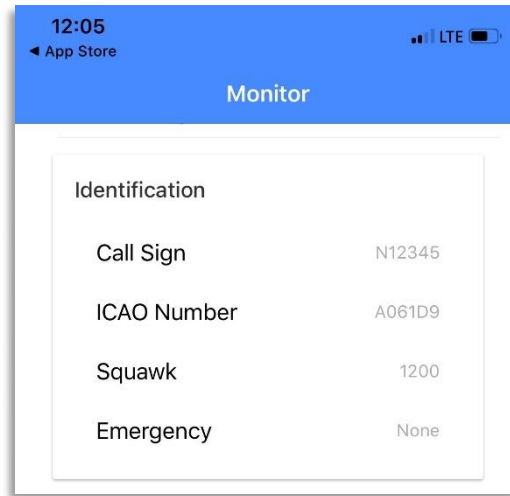 12:05
LTE
◀ App Store
Monitor
Identification
Call Sign N12345
ICAO Number A061D9
Squawk 1200
Emergency None